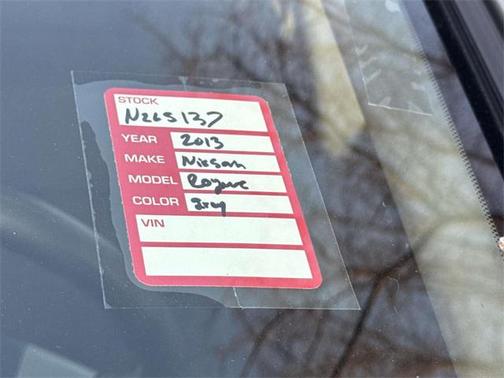 STOCK
N265137
YEAR 2013
MAKE Nissan
MODEL Rogue
COLOR gray
VIN